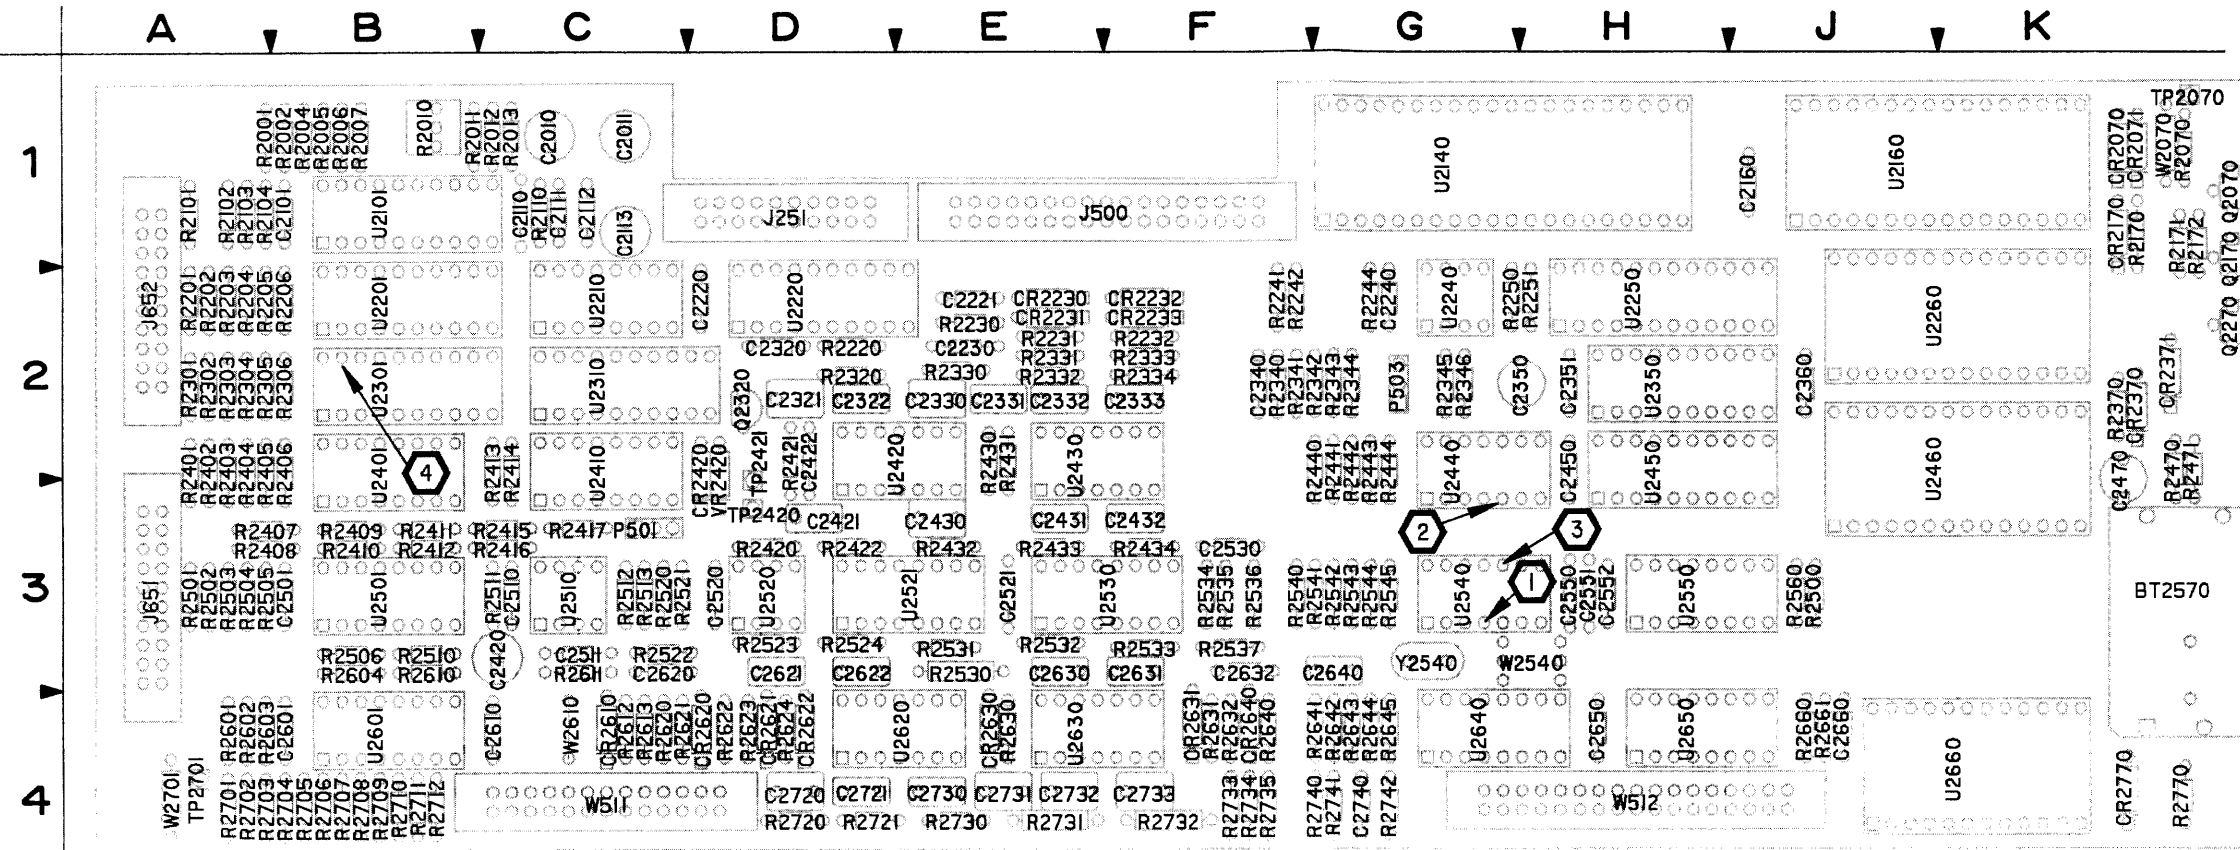 A B C D E F G H J K
1
2
3
4
R2001 R2002 R2004 R2005 R2006 R2007 R2010 R2011 R2012 R2013 C2010 C2011 U2140 C2160 U2160 CR2070 CR2071 W2070 R2070 TP2070
R2101 R2102 R2103 R2104 C2101 U2101 C2110 R2110 C2111 C2112 C2113 J251 J500 CR2170 R2170 R2171 R2172 Q2170 Q2070
J652 R2201 R2202 R2203 R2204 R2205 R2206 U2201 U2210 C2220 U2220 R2241 R2242 R2244 C2240 U2240 R2250 R2251 U2250 U2260 Q2270
C2221 CR2230 CR2232
CR2231 CR2233
R2230
R2231 R2232
C2320 R2220 C2230
R2331 R2333
R2330
R2320 R2332 R2334
R2301 R2302 R2303 R2304 R2305 R2306 U2301 U2310 Q2320 C2340 R2340 R2341 R2342 R2343 R2344 P503 R2345 R2346 C2350 C2351 U2350 C2360 R2370 CR2370 CR2371
C2321 C2322 C2330 C2331 C2332 C2333
R2401 R2402 R2403 R2404 R2405 R2406 U2401 4 R2413 R2414 U2410 CR2420 VR2420 TP2421 R2421 C2422 U2420 R2430 R2431 U2430 R2440 R2441 R2442 R2443 R2444 U2440 C2450 U2450 U2460 C2470 R2470 R2471
TP2420 C2421 C2430 C2431 C2432
R2407 R2409 R2411 R2415 R2417 P501 2 3
R2408 R2410 R2412 R2416 R2420 R2422 R2432 R2433 R2434 C2530
J651 R2501 R2502 R2503 R2504 R2505 C2501 U2501 R2511 C2510 U2510 R2512 R2513 R2520 R2521 C2520 U2520 U2521 C2521 U2530 R2534 R2535 R2536 R2540 R2541 R2542 R2543 R2544 R2545 U2540 1 C2550 C2551 C2552 U2550 R2560 R2500 BT2570
R2506 R2510 C2420 C2511 R2522 R2523 R2524 R2531 R2532 R2533 R2537
R2604 R2610 R2611 C2620 C2621 C2622 R2530 C2630 C2631 C2632 C2640 Y2540 W2540
R2601 R2602 R2603 C2601 U2601 C2610 W2610 CR2610 R2612 R2613 R2620 R2621 CR2620 R2622 R2623 CR2621 R2624 CR2622 U2620 CR2630 R2630 U2630 CR2631 R2631 R2632 CR2640 R2640 R2641 R2642 R2643 R2644 R2645 U2640 C2650 U2650 R2660 R2661 C2660 U2660
W2701 TP2701 R2701 R2702 R2703 R2704 R2705 R2706 R2707 R2708 R2709 R2710 R2711 R2712 W511 C2720 C2721 C2730 C2731 C2732 C2733 R2733 R2734 R2735 R2740 R2741 C2740 R2742 W512 CR2770 R2770
R2720 R2721 R2730 R2731 R2732